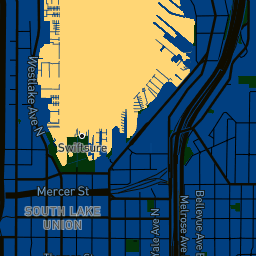 Westlake Ave N
Swiftsure
Mercer St
SOUTH LAKE
UNION
Yale Ave N
Melrose Ave
Bellevue Ave E